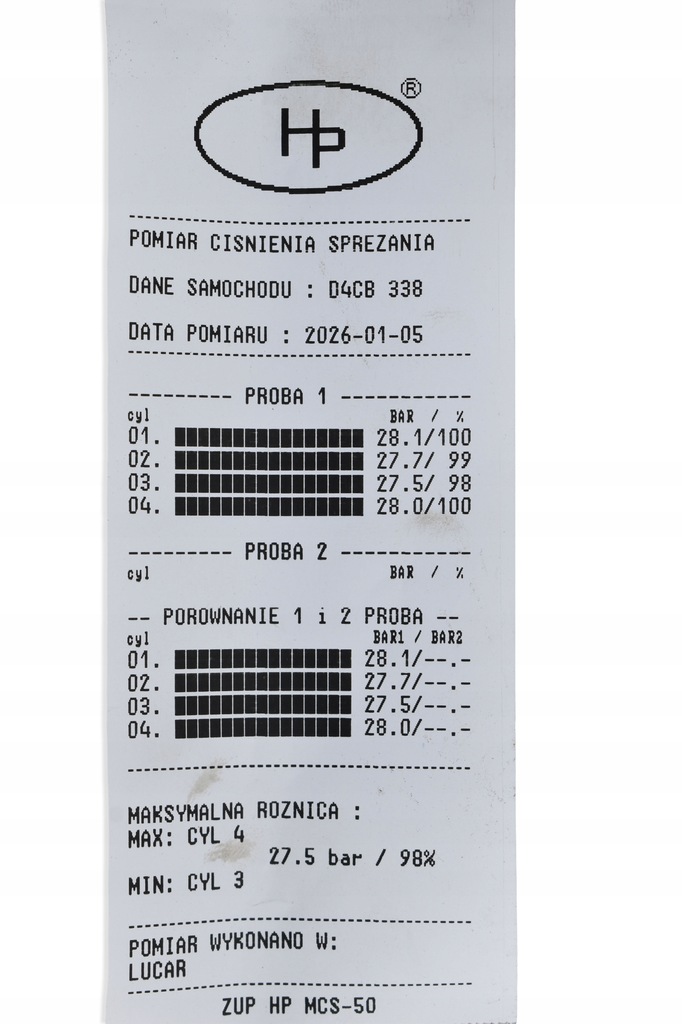 HP ®
POMIAR CISNIENIA SPREZANIA
DANE SAMOCHODU : D4CB 338
DATA POMIARU : 2026-01-05
--------- PROBA 1 -----------
cyl BAR / %
01. 28.1/100
02. 27.7/ 99
03. 27.5/ 98
04. 28.0/100
--------- PROBA 2 -----------
cyl BAR / %
-- POROWNANIE 1 i 2 PROBA --
cyl BAR1 / BAR2
01. 28.1/--.-
02. 27.7/--.-
03. 27.5/--.-
04. 28.0/--.-
MAKSYMALNA ROZNICA :
MAX: CYL 4
27.5 bar / 98%
MIN: CYL 3
POMIAR WYKONANO W:
LUCAR
ZUP HP MCS-50